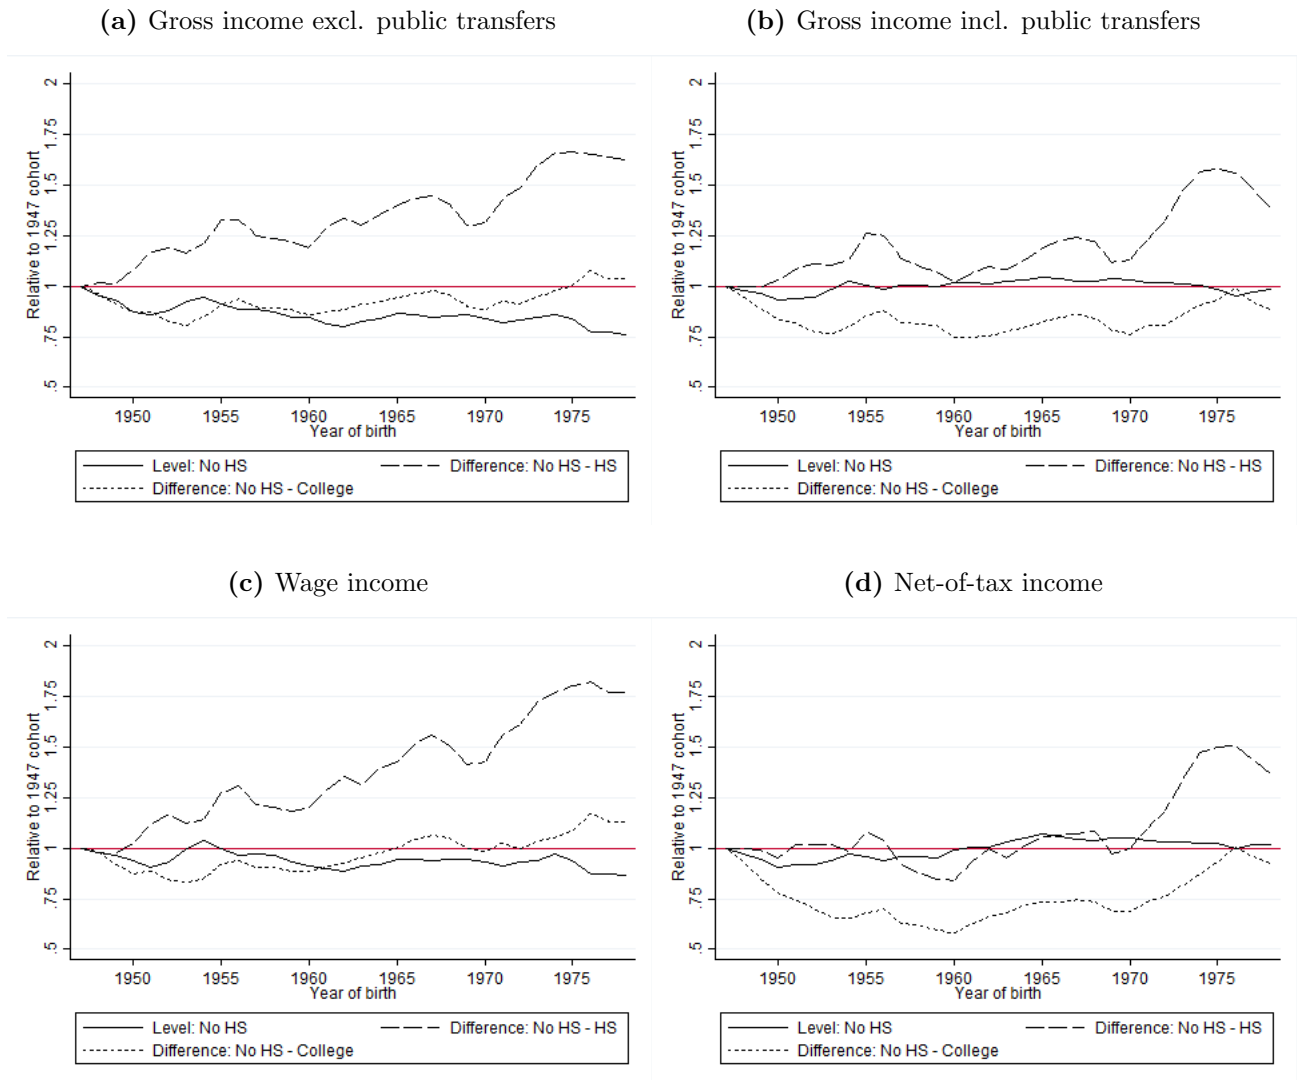 (a) Gross income excl. public transfers
(b) Gross income incl. public transfers
Relative to 1947 cohort
2
1.75
1.5
1.25
1
.75
.5
1950 1955 1960 1965 1970 1975
Year of birth
Level: No HS
Difference: No HS - HS
Difference: No HS - College
Relative to 1947 cohort
2
1.75
1.5
1.25
1
.75
.5
1950 1955 1960 1965 1970 1975
Year of birth
Level: No HS
Difference: No HS - HS
Difference: No HS - College
(c) Wage income
(d) Net-of-tax income
Relative to 1947 cohort
2
1.75
1.5
1.25
1
.75
.5
1950 1955 1960 1965 1970 1975
Year of birth
Level: No HS
Difference: No HS - HS
Difference: No HS - College
Relative to 1947 cohort
2
1.75
1.5
1.25
1
.75
.5
1950 1955 1960 1965 1970 1975
Year of birth
Level: No HS
Difference: No HS - HS
Difference: No HS - College